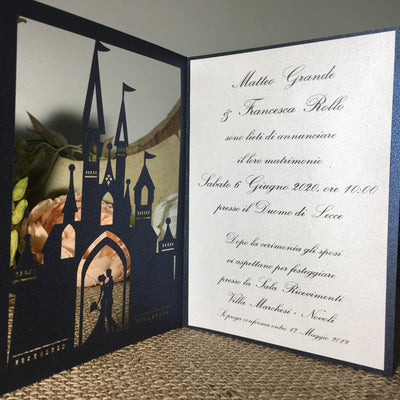 Matteo Grande
& Francesca Rollo
sono lieti di annunciare
il loro matrimonio
Sabato 6 Giugno 2020, ore 10:00
presso il Duomo di Lecce
Dopo la cerimonia gli sposi
vi aspettano per festeggiare
presso la Sala Ricevimenti
Villa Marchesi - Novoli
Si prega conferma entro 17 Maggio 2019